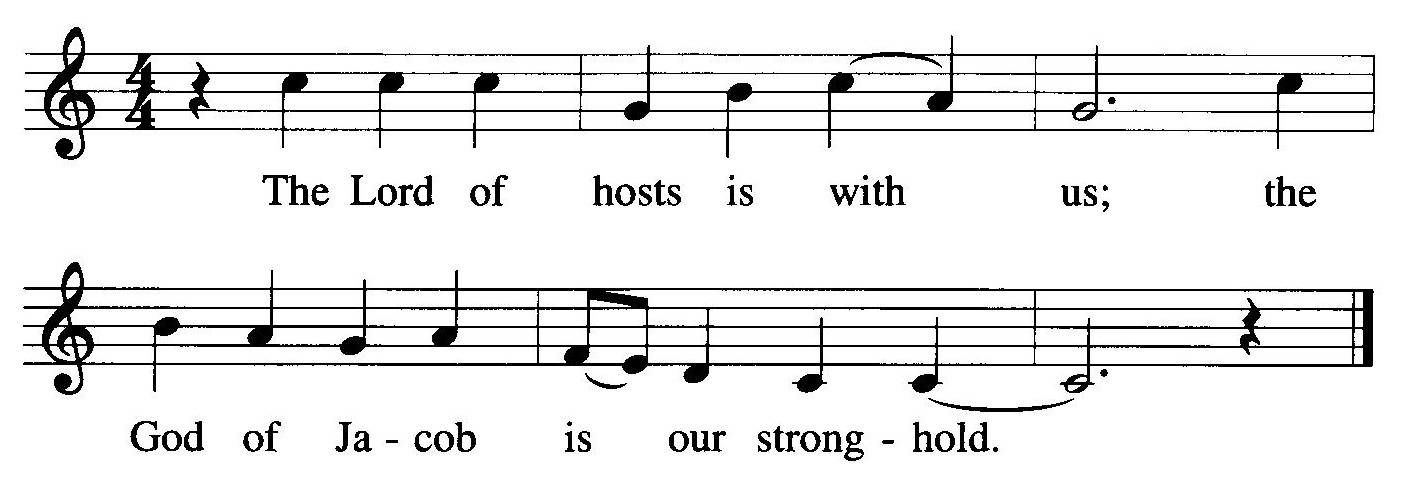 The Lord of hosts is with us; the
God of Ja - cob is our strong - hold.